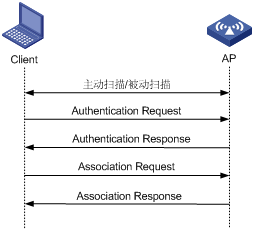 Client
AP
主动扫描/被动扫描
Authentication Request
Authentication Response
Association Request
Association Response